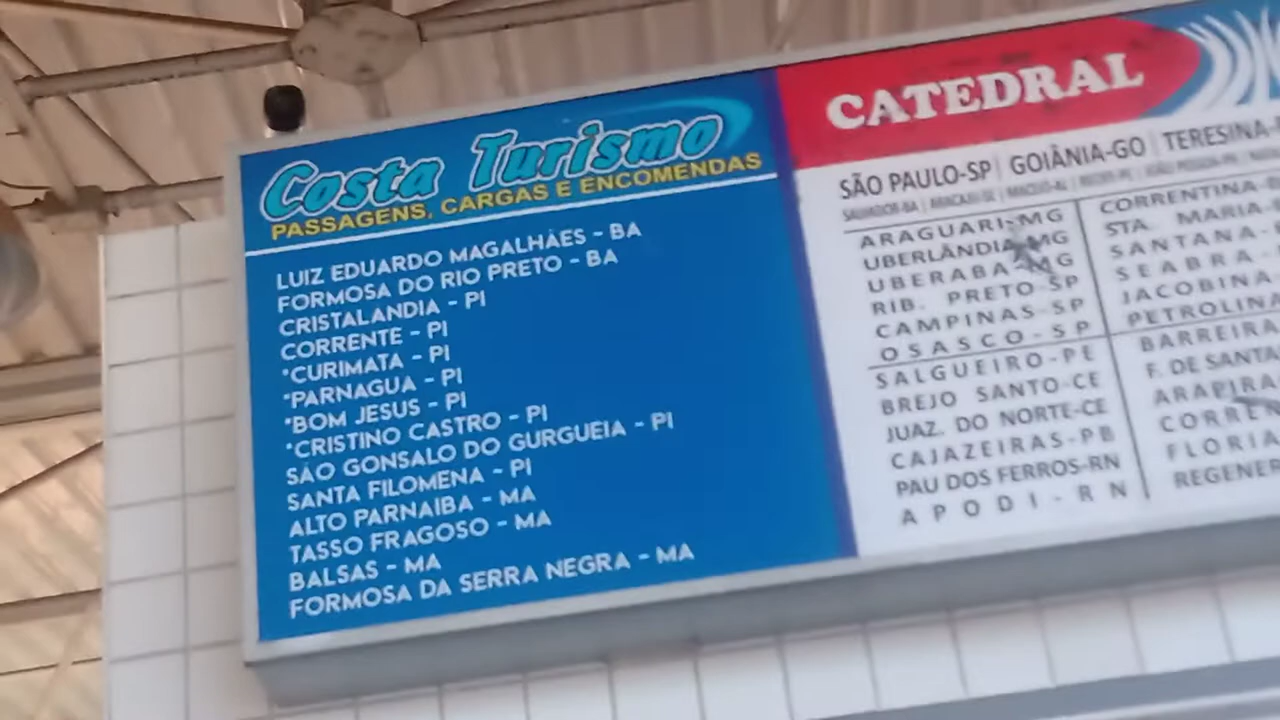 Costa Turismo
PASSAGENS, CARGAS E ENCOMENDAS
LUIZ EDUARDO MAGALHÃES - BA
FORMOSA DO RIO PRETO - BA
CRISTALANDIA - PI
CORRENTE - PI
*CURIMATA - PI
*PARNAGUA - PI
*BOM JESUS - PI
*CRISTINO CASTRO - PI
SÃO GONSALO DO GURGUEIA - PI
SANTA FILOMENA - PI
ALTO PARNAIBA - MA
TASSO FRAGOSO - MA
BALSAS - MA
FORMOSA DA SERRA NEGRA - MA
CATEDRAL
SÃO PAULO-SP | GOIÂNIA-GO | TERESINA-
SALVADOR-BA | ARACAJU-SE | MACEIÓ-AL | RECIFE-PE | JOÃO PESSOA-PB
ARAGUARI-MG
UBERLÂNDIA-MG
UBERABA-MG
RIB. PRETO-SP
CAMPINAS-SP
OSASCO-SP
SALGUEIRO-PE
BREJO SANTO-CE
JUAZ. DO NORTE-CE
CAJAZEIRAS-PB
PAU DOS FERROS-RN
APODI-RN
CORRENTINA-
STA. MARIA-
SANTANA-
SEABRA-
JACOBINA
PETROLINA
BARREIRA
F. DE SANTA
ARAPIRA
CORREN
FLORIA
REGENER